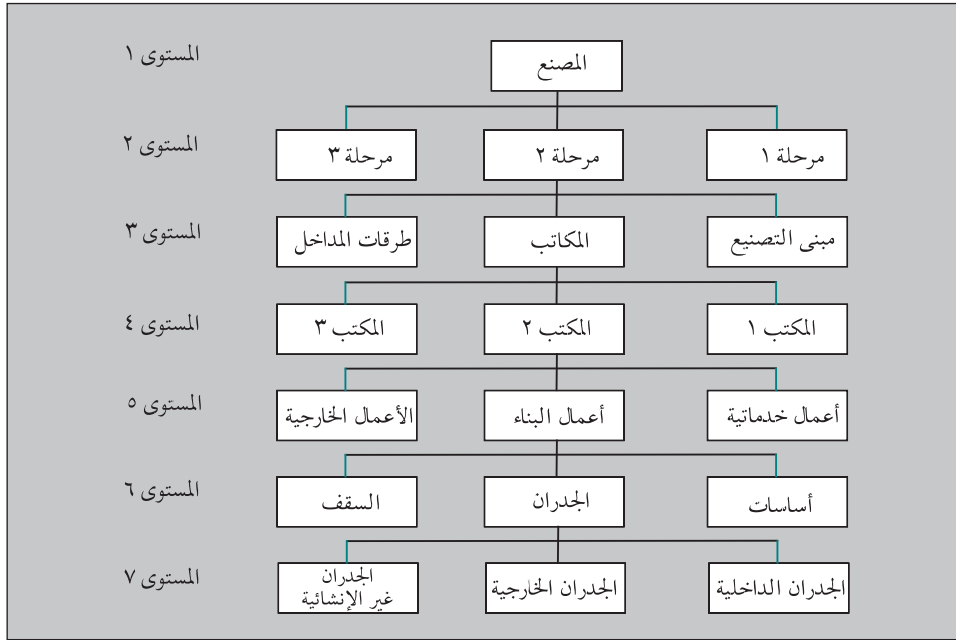 المستوى ١
المصنع
المستوى ٢
مرحلة ١
مرحلة ٢
مرحلة ٣
المستوى ٣
مبنى التصنيع
المكاتب
طرقات المداخل
المستوى ٤
المكتب ١
المكتب ٢
المكتب ٣
المستوى ٥
أعمال خدماتية
أعمال البناء
الأعمال الخارجية
المستوى ٦
أساسات
الجدران
السقف
المستوى ٧
الجدران الداخلية
الجدران الخارجية
الجدران
غير الإنشائية